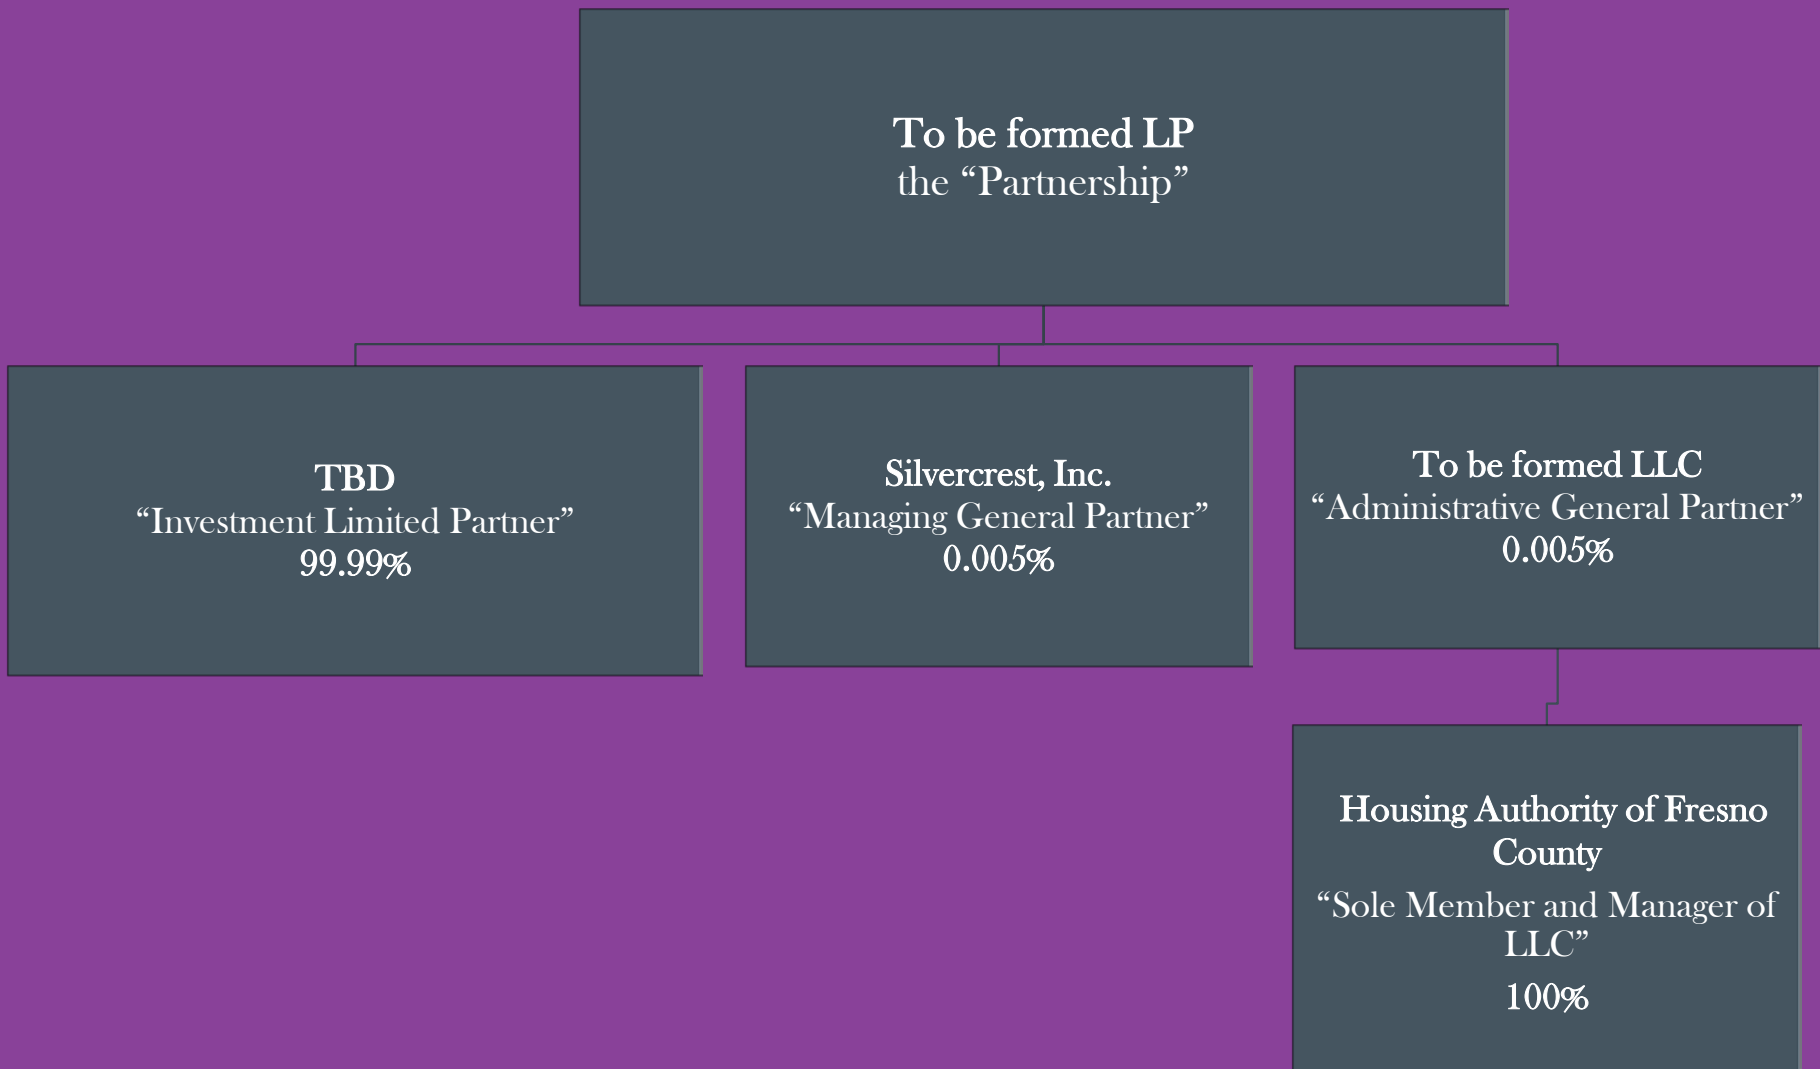 To be formed LP
the “Partnership”
TBD
“Investment Limited Partner”
99.99%
Silvercrest, Inc.
“Managing General Partner”
0.005%
To be formed LLC
“Administrative General Partner”
0.005%
Housing Authority of Fresno
County
“Sole Member and Manager of
LLC”
100%